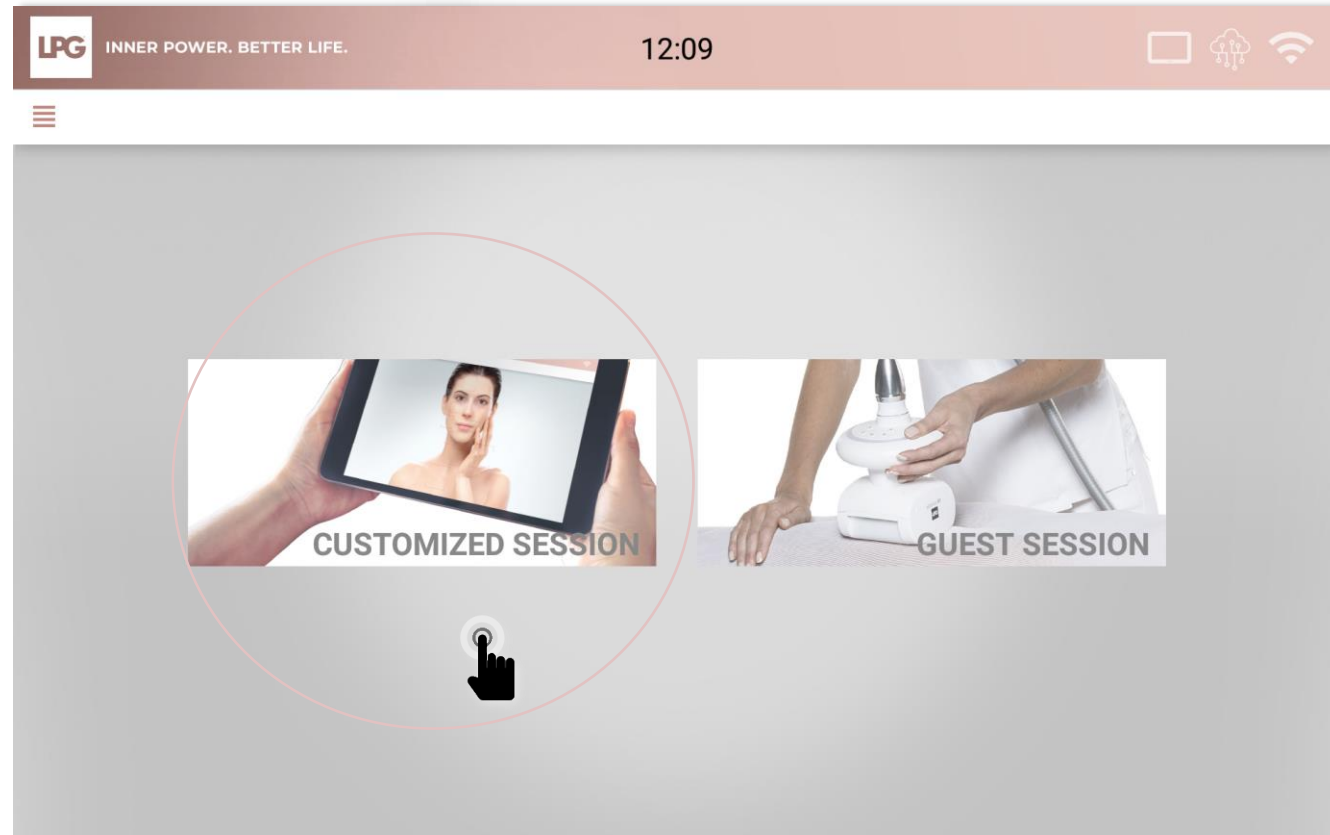 LPG
INNER POWER. BETTER LIFE.
12:09
CUSTOMIZED SESSION
GUEST SESSION